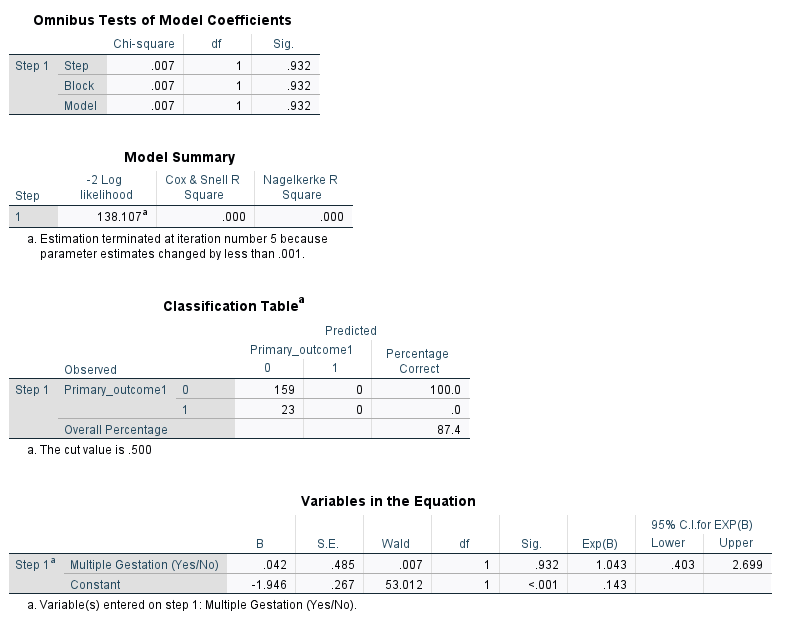 Omnibus Tests of Model Coefficients
Chi-square df Sig.
Step 1 Step .007 1 .932
Block .007 1 .932
Model .007 1 .932
Model Summary
Step -2 Log likelihood Cox & Snell R Square Nagelkerke R Square
1 138.107a .000 .000
a. Estimation terminated at iteration number 5 because
parameter estimates changed by less than .001.
Classification Tablea
Predicted
Primary_outcome1 Percentage Correct
Observed 0 1
Step 1 Primary_outcome1 0 159 0 100.0
1 23 0 .0
Overall Percentage 87.4
a. The cut value is .500
Variables in the Equation
95% C.I.for EXP(B)
B S.E. Wald df Sig. Exp(B) Lower Upper
Step 1a Multiple Gestation (Yes/No) .042 .485 .007 1 .932 1.043 .403 2.699
Constant -1.946 .267 53.012 1 <.001 .143
a. Variable(s) entered on step 1: Multiple Gestation (Yes/No).